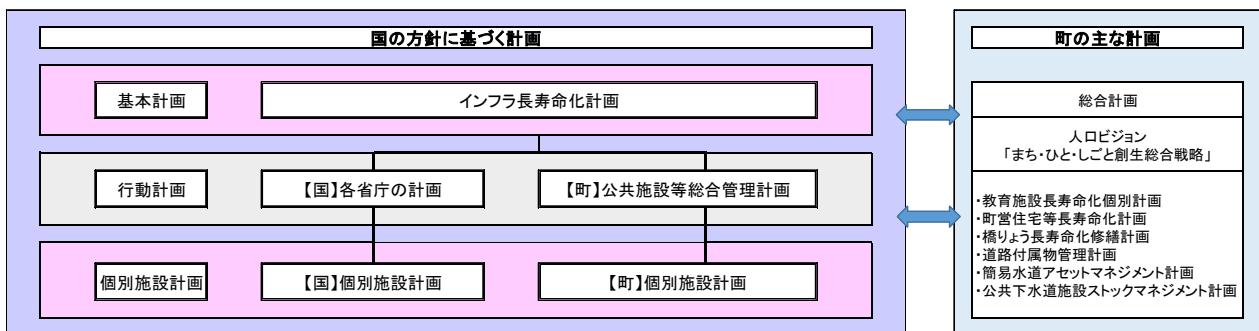 国の方針に基づく計画
基本計画
インフラ長寿命化計画
行動計画
【国】各省庁の計画
【町】公共施設等総合管理計画
個別施設計画
【国】個別施設計画
【町】個別施設計画
町の主な計画
総合計画
人口ビジョン
「まち・ひと・しごと創生総合戦略」
・教育施設長寿命化個別計画
・町営住宅等長寿命化計画
・橋りょう長寿命化修繕計画
・道路付属物管理計画
・簡易水道アセットマネジメント計画
・公共下水道施設ストックマネジメント計画